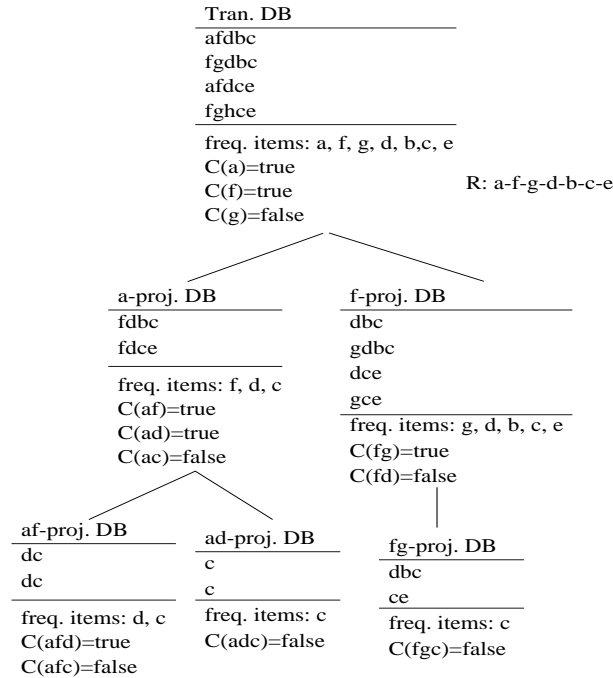 Tran. DB
afdbc
fgdbc
afdce
fghce
freq. items: a, f, g, d, b,c, e
C(a)=true
C(f)=true
C(g)=false
R: a-f-g-d-b-c-e
a-proj. DB
fdbc
fdce
freq. items: f, d, c
C(af)=true
C(ad)=true
C(ac)=false
f-proj. DB
dbc
gdbc
dce
gce
freq. items: g, d, b, c, e
C(fg)=true
C(fd)=false
af-proj. DB
dc
dc
freq. items: d, c
C(afd)=true
C(afc)=false
ad-proj. DB
c
c
freq. items: c
C(adc)=false
fg-proj. DB
dbc
ce
freq. items: c
C(fgc)=false